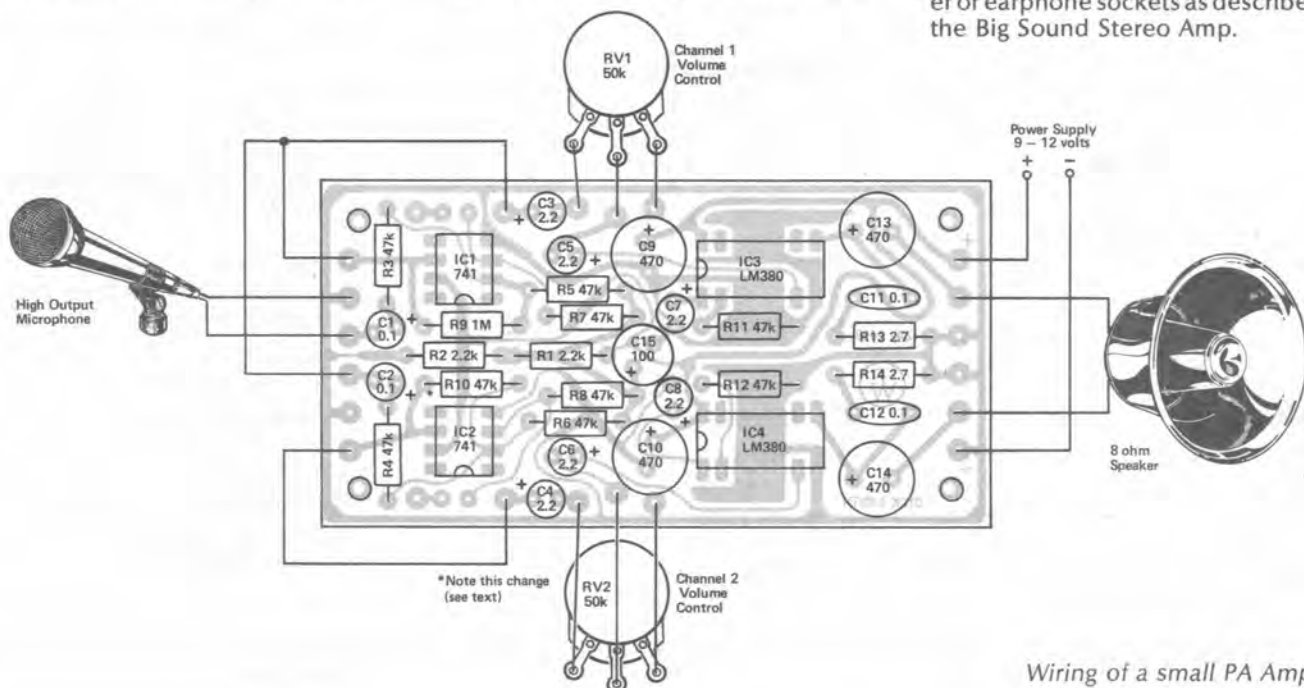 er or earphone sockets as described
the Big Sound Stereo Amp.
RV1
50k
Channel 1
Volume
Control
Power Supply
9 – 12 volts
+
−
High Output
Microphone
R3 47k
IC1
741
C3
2.2
+
C5
2.2
+
C9
470
+
IC3
LM380
C13
470
+
C1
0.1
+
R9 1M
R5 47k
R7 47k
C7
2.2
+
R11 47k
C11 0.1
R13 2.7
R2 2.2k
R1 2.2k
C15
100
+
C2
0.1
+
*
R10 47k
R8 47k
C8
2.2
+
R12 47k
R14 2.7
C12 0.1
R4 47k
IC2
741
R6 47k
C6
2.2
+
C10
470
+
IC4
LM380
C14
470
+
C4
2.2
+
8 ohm
Speaker
*Note this change
(see text)
RV2
50k
Channel 2
Volume
Control
Wiring of a small PA Amp